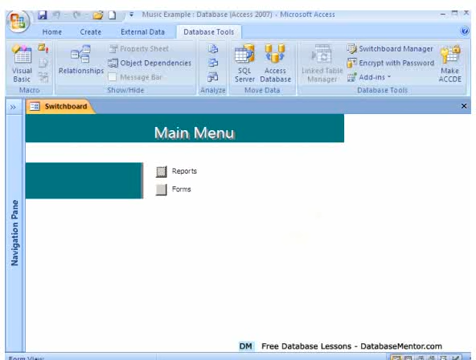 Music Example : Database (Access 2007) - Microsoft Access
Home Create External Data Database Tools
Visual Basic
Macro
Relationships
Property Sheet
Object Dependencies
Message Bar
Show/Hide
Analyze
SQL Server
Access Database
Move Data
Linked Table Manager
Switchboard Manager
Encrypt with Password
Add-ins
Database Tools
Make ACCDE
Switchboard
Main Menu
Reports
Forms
Navigation Pane
DM Free Database Lessons - DatabaseMentor.com
Form View